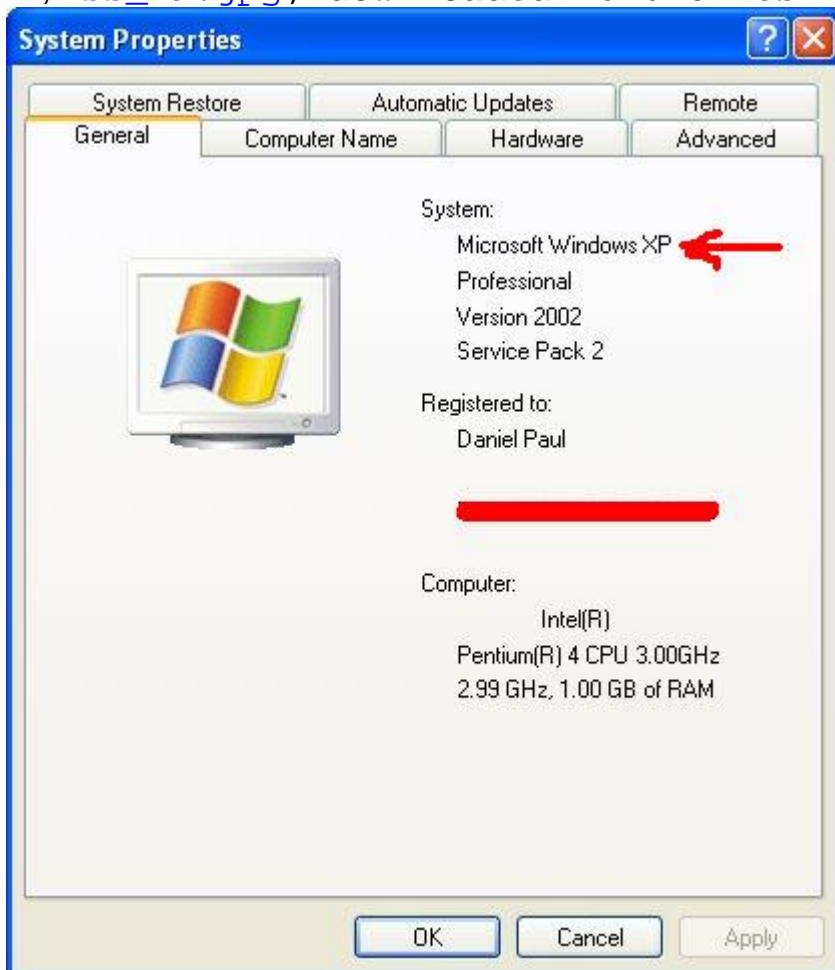 System Properties
System Restore Automatic Updates Remote
General Computer Name Hardware Advanced
System:
Microsoft Windows XP
Professional
Version 2002
Service Pack 2
Registered to:
Daniel Paul
Computer:
Intel(R)
Pentium(R) 4 CPU 3.00GHz
2.99 GHz, 1.00 GB of RAM
OK Cancel Apply